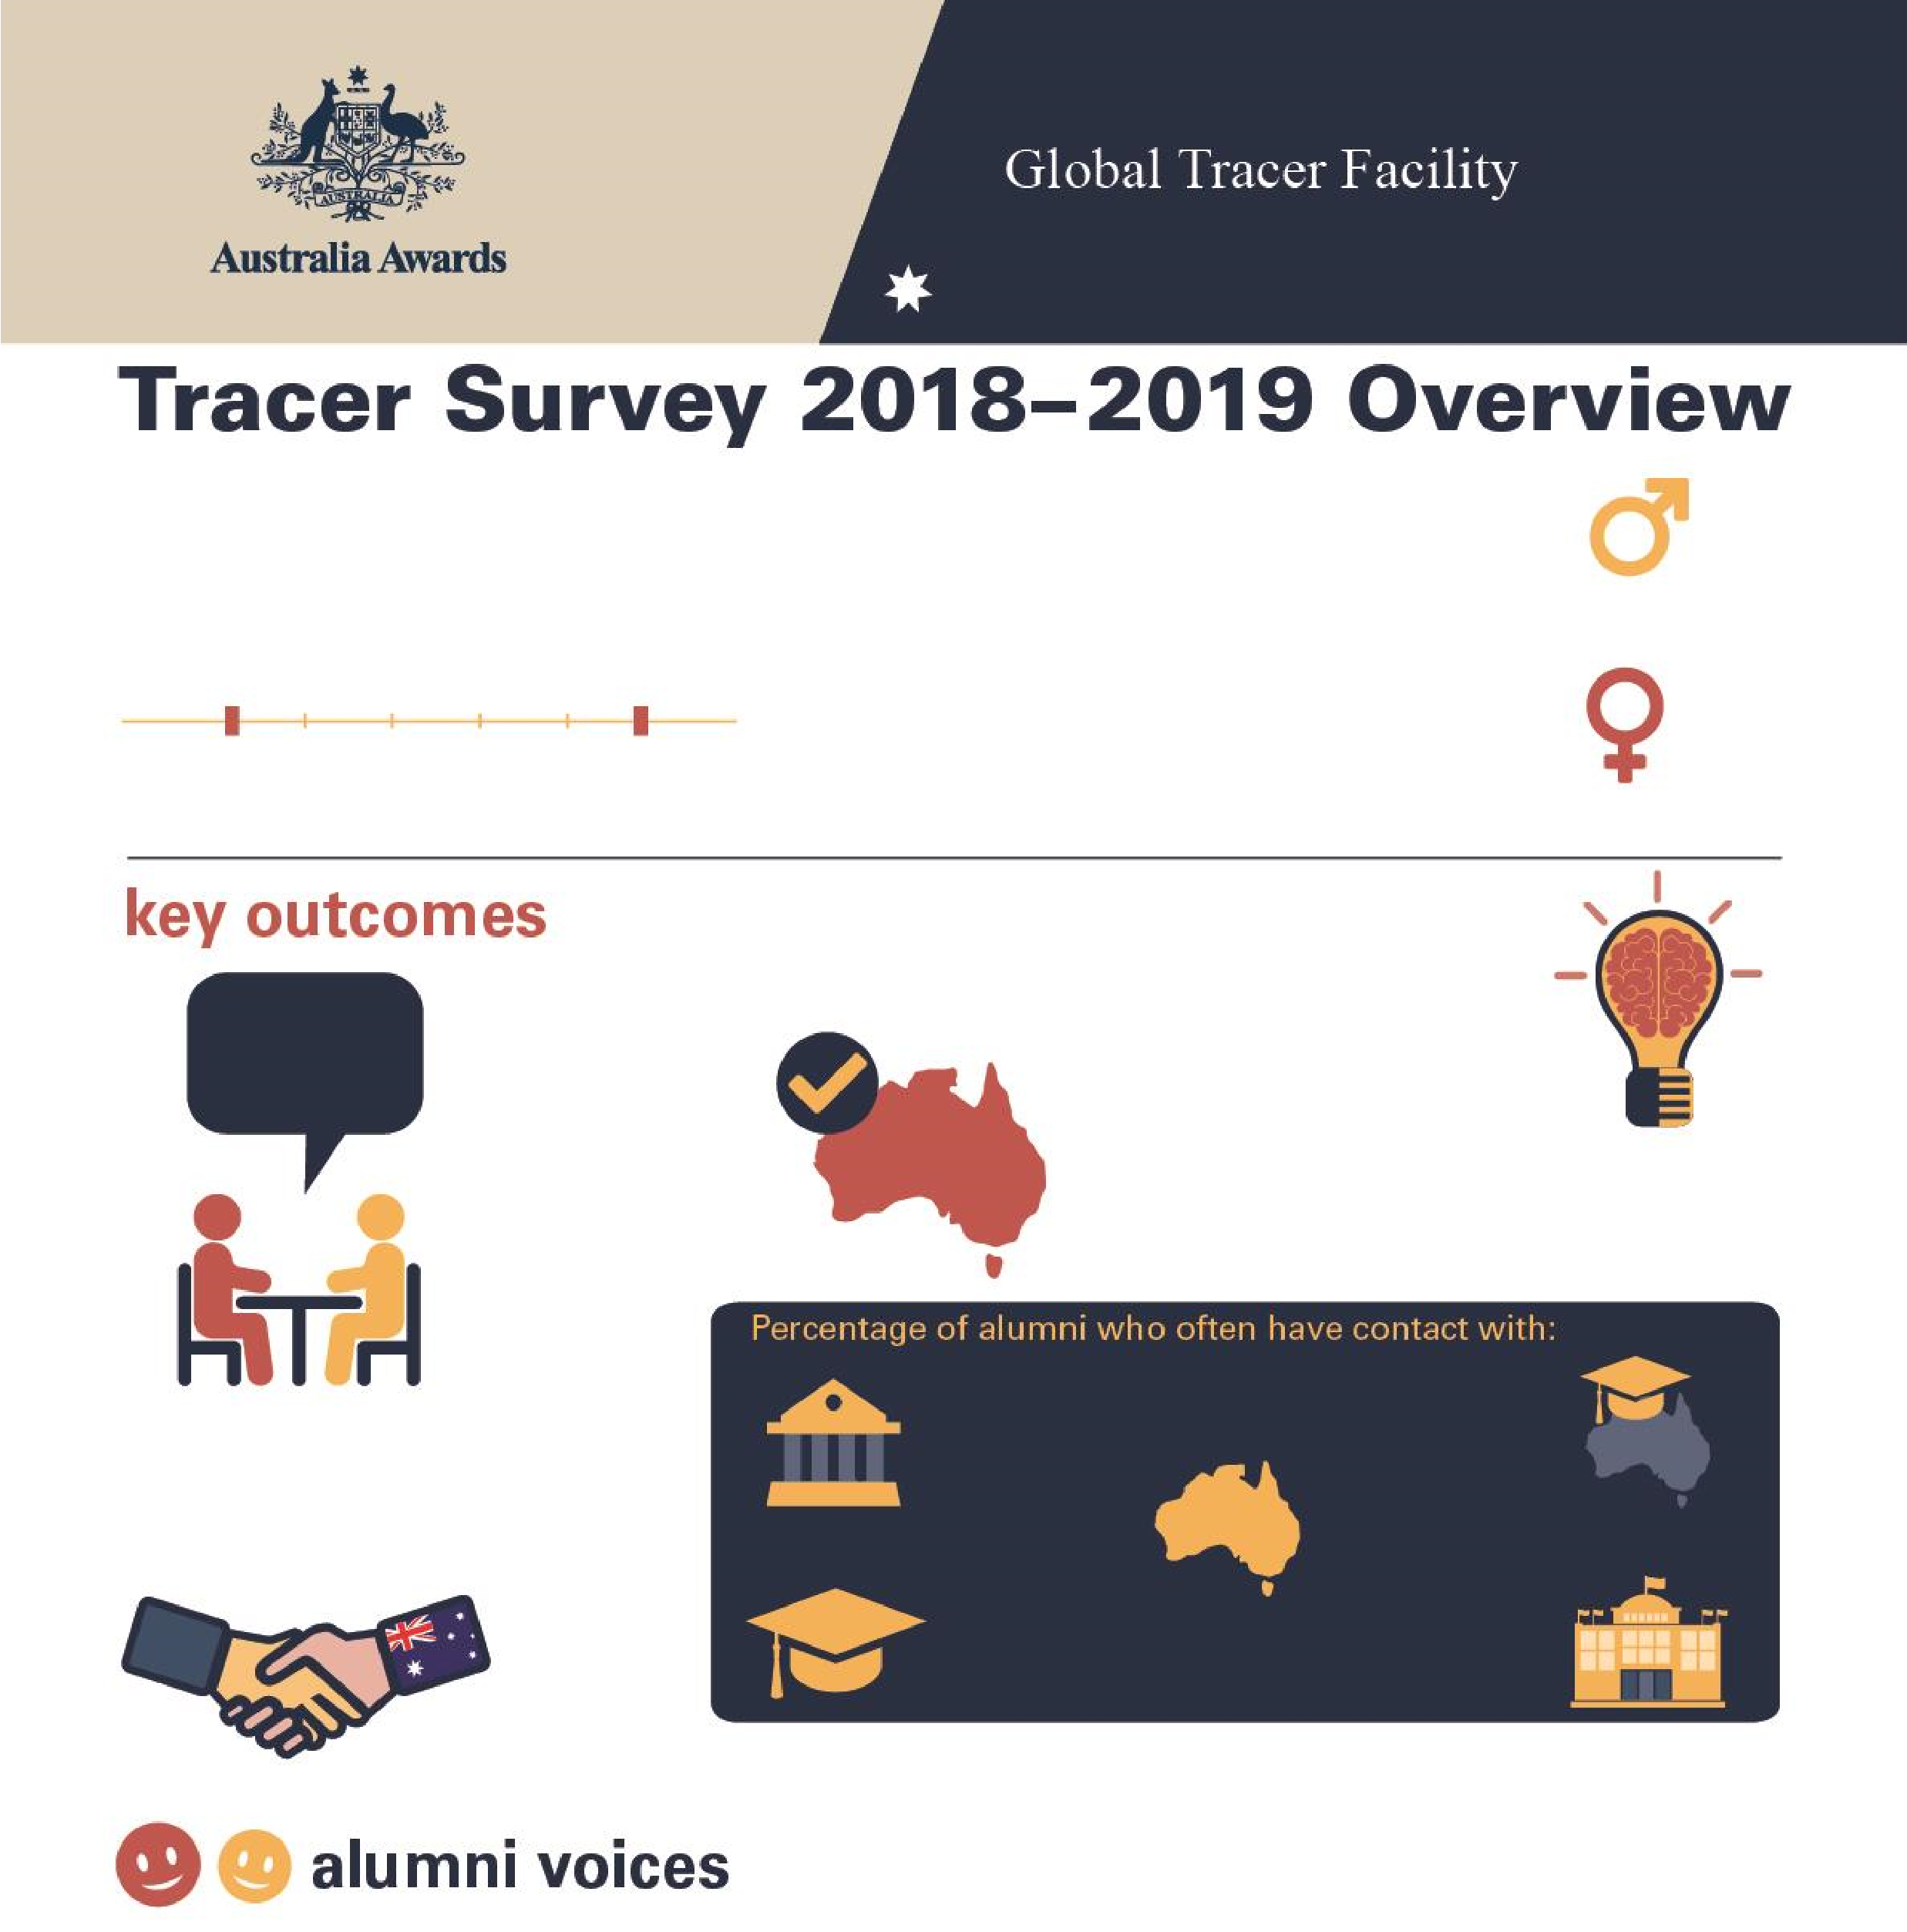 AUSTRALIA
Australia Awards
Global Tracer Facility
Tracer Survey 2018–2019 Overview
key outcomes
Percentage of alumni who often have contact with:
alumni voices